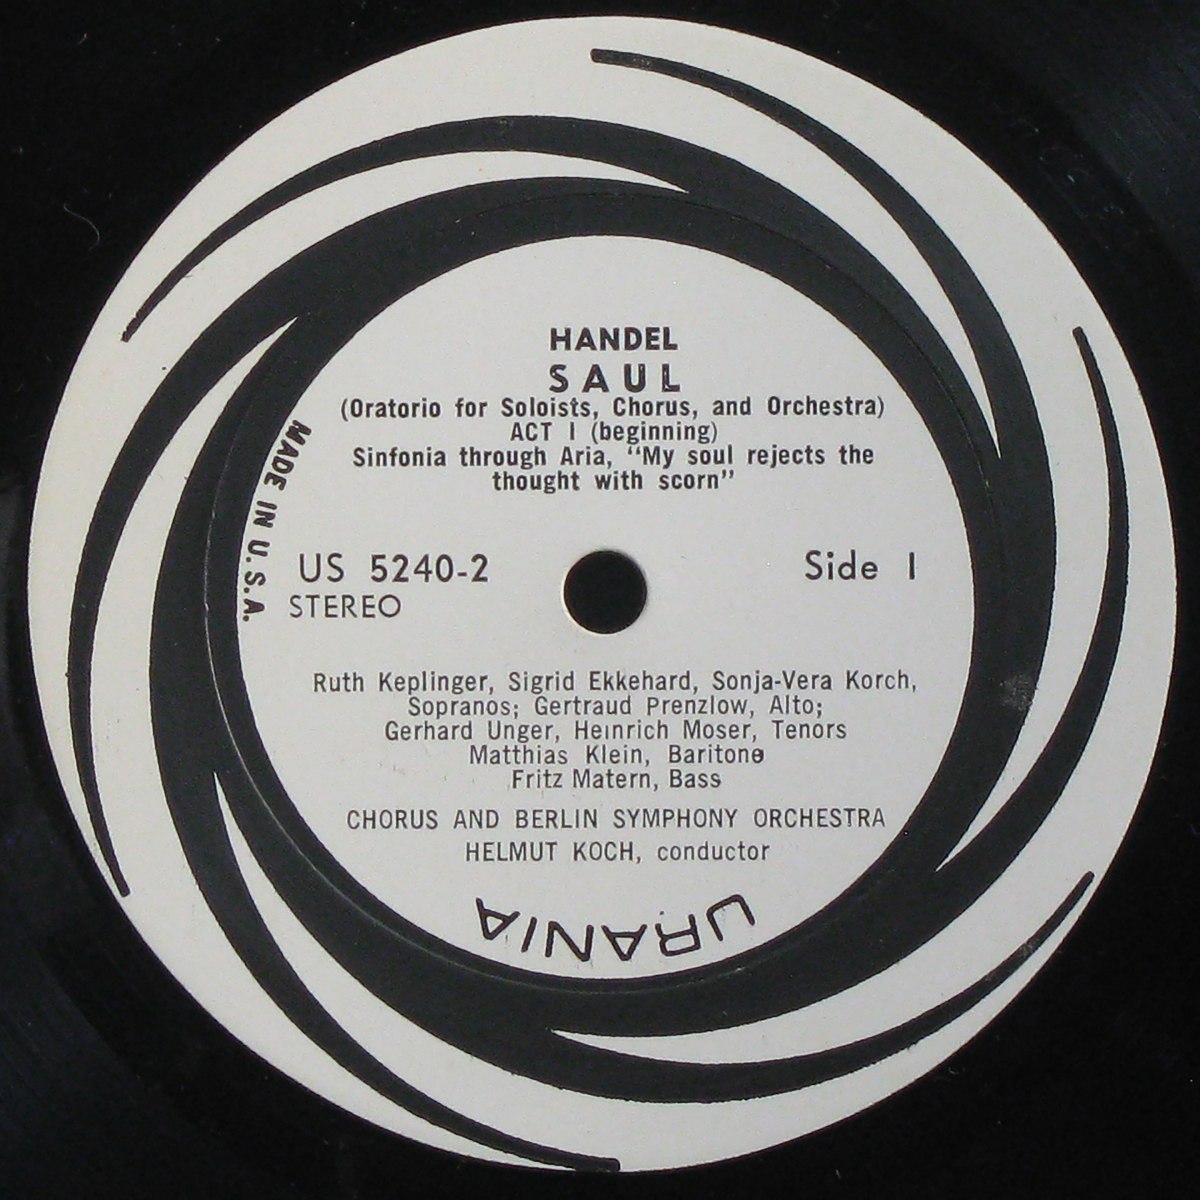 HANDEL
SAUL
(Oratorio for Soloists, Chorus, and Orchestra)
ACT I (beginning)
Sinfonia through Aria, “My soul rejects the
thought with scorn”
MADE IN U.S.A.
US 5240-2
Side I
STEREO
Ruth Keplinger, Sigrid Ekkehard, Sonja-Vera Korch,
Sopranos; Gertraud Prenzlow, Alto;
Gerhard Unger, Heinrich Moser, Tenors
Matthias Klein, Baritone
Fritz Matern, Bass
CHORUS AND BERLIN SYMPHONY ORCHESTRA
HELMUT KOCH, conductor
URANIA